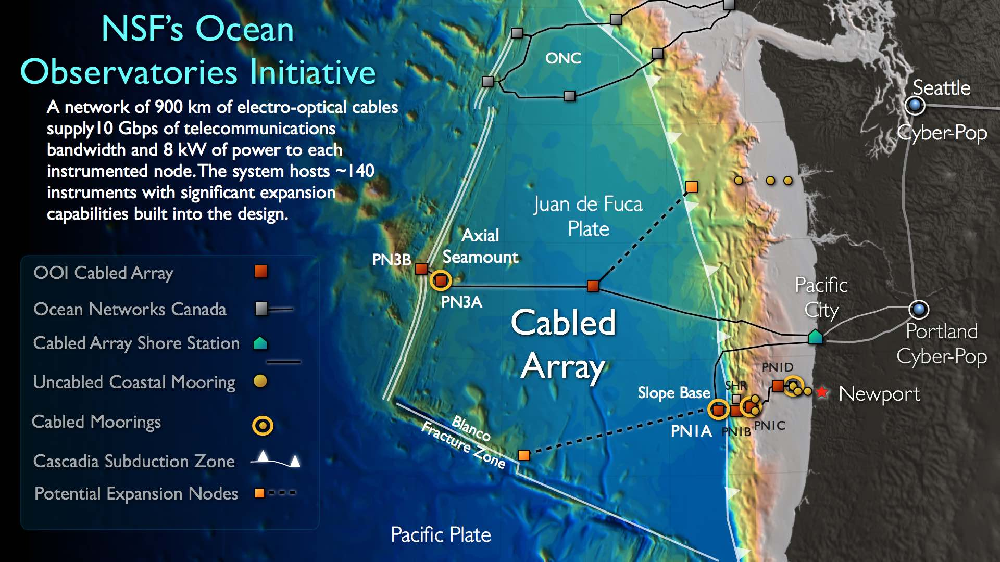 NSF's Ocean
Observatories Initiative
A network of 900 km of electro-optical cables
supply10 Gbps of telecommunications
bandwidth and 8 kW of power to each
instrumented node. The system hosts ~140
instruments with significant expansion
capabilities built into the design.
ONC
Seattle
Cyber-Pop
Juan de Fuca
Plate
Axial
Seamount
PN3B
PN3A
Cabled
Array
Pacific
City
Portland
Cyber-Pop
PN1D
SHR
Slope Base
Newport
PN1A
PN1B
PN1C
Blanco
Fracture Zone
Pacific Plate
OOI Cabled Array
Ocean Networks Canada
Cabled Array Shore Station
Uncabled Coastal Mooring
Cabled Moorings
Cascadia Subduction Zone
Potential Expansion Nodes